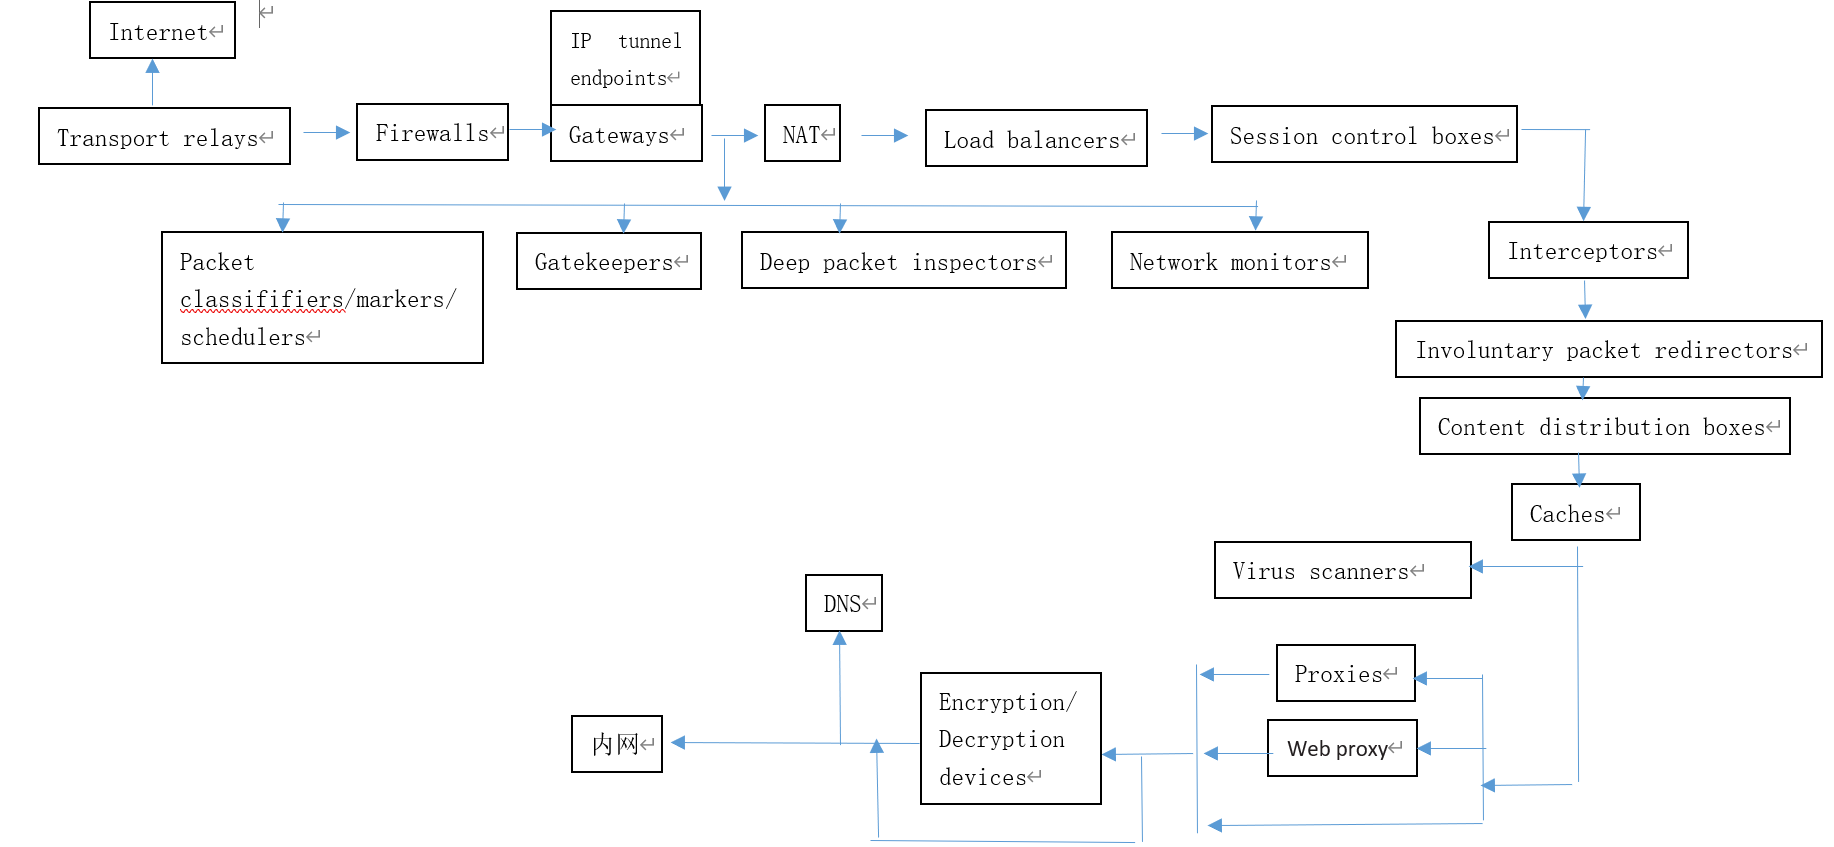 Internet
IP tunnel
endpoints
Transport relays
Firewalls
Gateways
NAT
Load balancers
Session control boxes
Packet
classififiers/markers/
schedulers
Gatekeepers
Deep packet inspectors
Network monitors
Interceptors
Involuntary packet redirectors
Content distribution boxes
Caches
Virus scanners
DNS
Proxies
Encryption/
Decryption
devices
Web proxy
内网